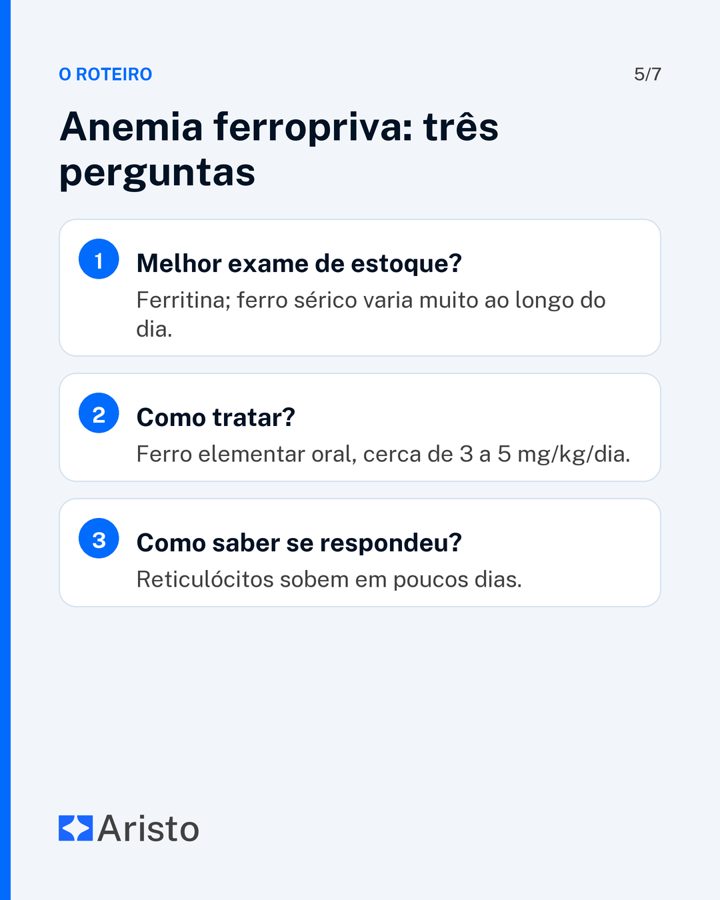 O ROTEIRO
5/7
Anemia ferropriva: três
perguntas
1
Melhor exame de estoque?
Ferritina; ferro sérico varia muito ao longo do
dia.
2
Como tratar?
Ferro elementar oral, cerca de 3 a 5 mg/kg/dia.
3
Como saber se respondeu?
Reticulócitos sobem em poucos dias.
Aristo